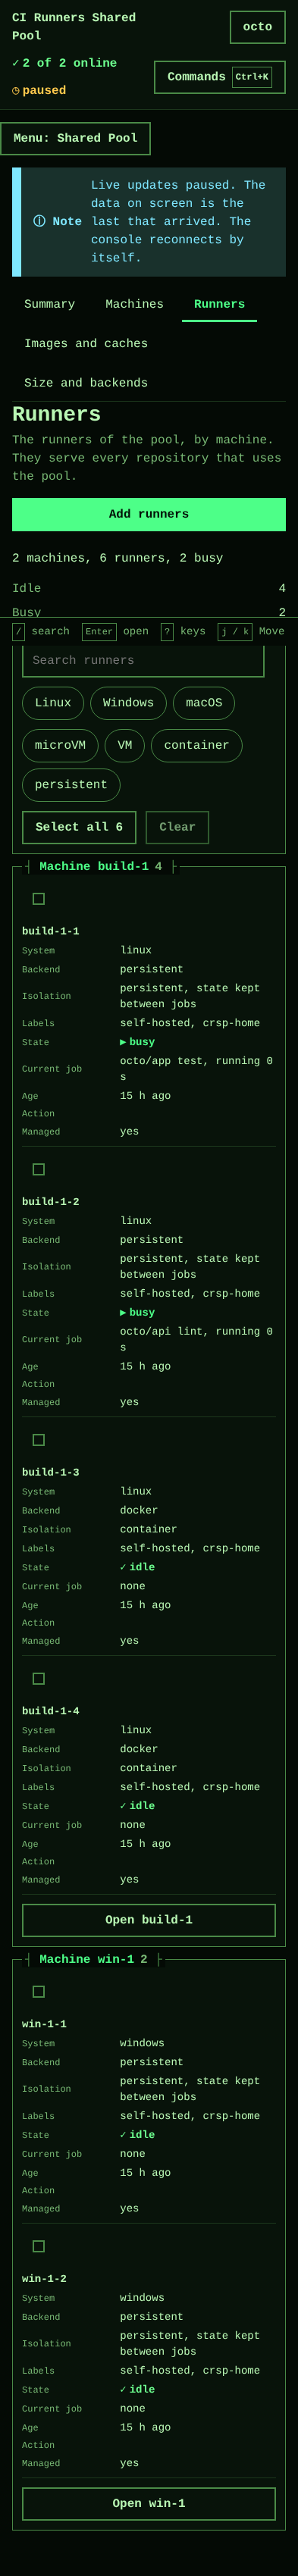 CI Runners Shared
Pool
octo
✓ 2 of 2 online
◷ paused
Commands Ctrl+K
Menu: Shared Pool
ⓘ Note
Live updates paused. The
data on screen is the
last that arrived. The
console reconnects by
itself.
Summary Machines Runners
Images and caches
Size and backends
Runners
The runners of the pool, by machine.
They serve every repository that uses
the pool.
Add runners
2 machines, 6 runners, 2 busy
Idle 4
Busy 2
/ search Enter open ? keys j / k Move
Search runners
Linux Windows macOS
microVM VM container
persistent
Select all 6 Clear
Machine build-1 4
build-1-1
System linux
Backend persistent
Isolation persistent, state kept
between jobs
Labels self-hosted, crsp-home
State ▶ busy
Current job octo/app test, running 0
s
Age 15 h ago
Action
Managed yes
build-1-2
System linux
Backend persistent
Isolation persistent, state kept
between jobs
Labels self-hosted, crsp-home
State ▶ busy
Current job octo/api lint, running 0
s
Age 15 h ago
Action
Managed yes
build-1-3
System linux
Backend docker
Isolation container
Labels self-hosted, crsp-home
State ✓ idle
Current job none
Age 15 h ago
Action
Managed yes
build-1-4
System linux
Backend docker
Isolation container
Labels self-hosted, crsp-home
State ✓ idle
Current job none
Age 15 h ago
Action
Managed yes
Open build-1
Machine win-1 2
win-1-1
System windows
Backend persistent
Isolation persistent, state kept
between jobs
Labels self-hosted, crsp-home
State ✓ idle
Current job none
Age 15 h ago
Action
Managed yes
win-1-2
System windows
Backend persistent
Isolation persistent, state kept
between jobs
Labels self-hosted, crsp-home
State ✓ idle
Current job none
Age 15 h ago
Action
Managed yes
Open win-1